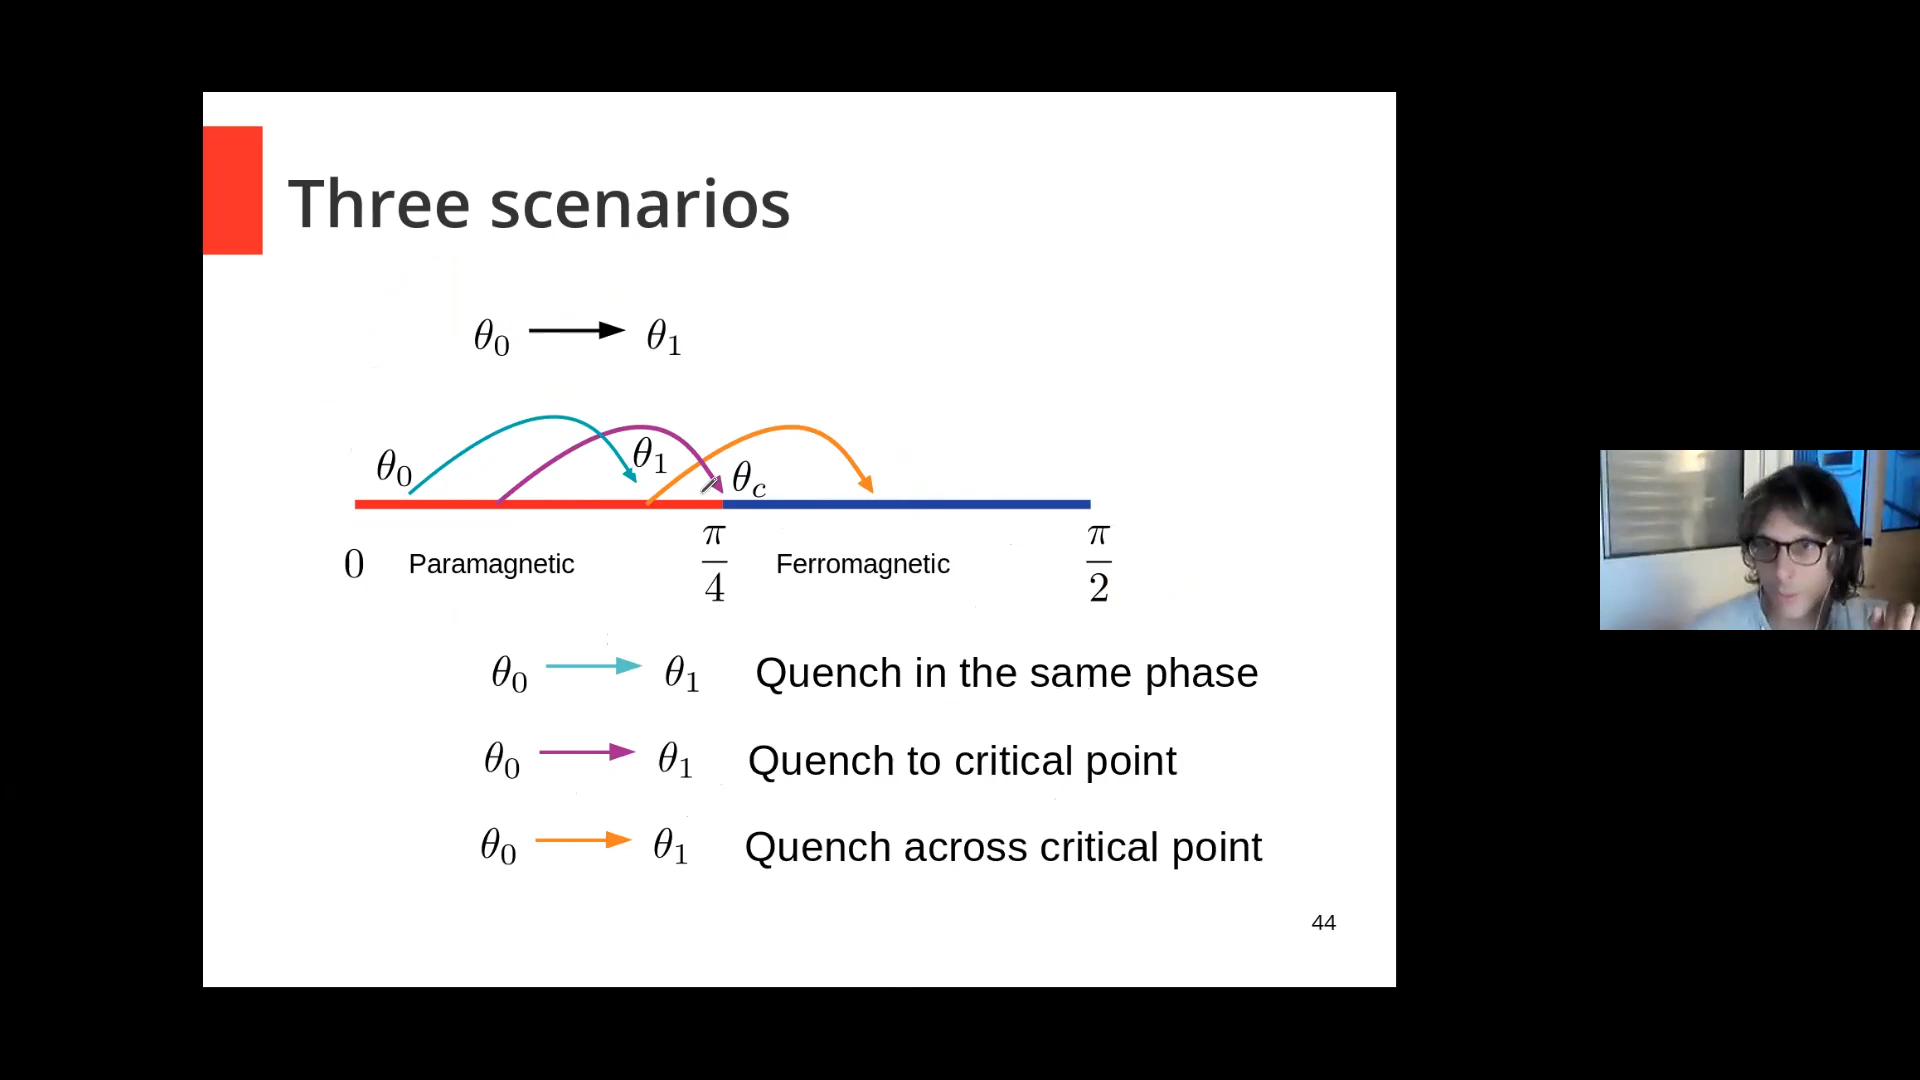 Three scenarios
θ₀ → θ₁
θ₀ θ₁ θ_c
0 Paramagnetic π/4 Ferromagnetic π/2
θ₀ → θ₁ Quench in the same phase
θ₀ → θ₁ Quench to critical point
θ₀ → θ₁ Quench across critical point
44